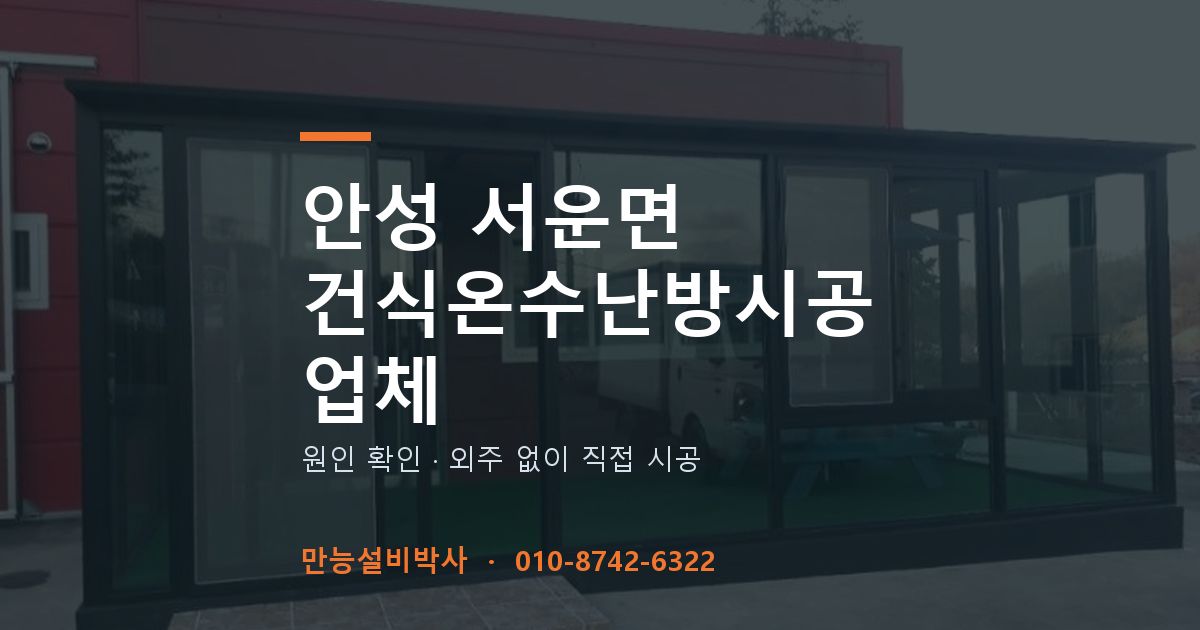 안성 서운면
건식온수난방시공
업체
원인 확인 · 외주 없이 직접 시공
만능설비박사 · 010-8742-6322